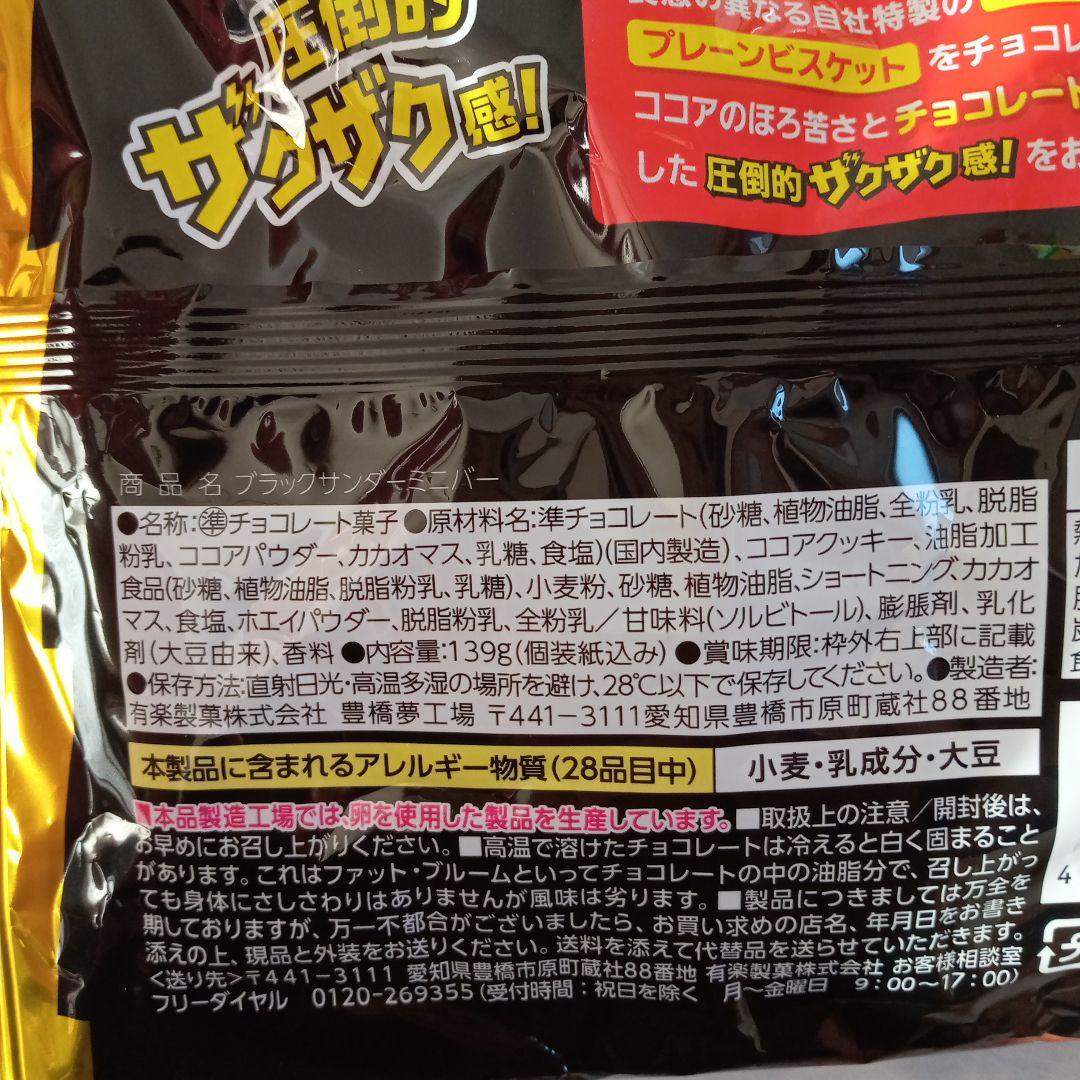 圧倒的
ザクザク感!
食感の異なる自社特製の
プレーンビスケット をチョコレ
ココアのほろ苦さとチョコレート
した 圧倒的 ザクザク感! をお
商品名 ブラックサンダーミニバー
●名称:㊜チョコレート菓子 ●原材料名:準チョコレート(砂糖、植物油脂、全粉乳、脱脂
粉乳、ココアパウダー、カカオマス、乳糖、食塩)(国内製造)、ココアクッキー、油脂加工
食品(砂糖、植物油脂、脱脂粉乳、乳糖)、小麦粉、砂糖、植物油脂、ショートニング、カカオ
マス、食塩、ホエイパウダー、脱脂粉乳、全粉乳／甘味料(ソルビトール)、膨脹剤、乳化
剤(大豆由来)、香料 ●内容量:139g(個装紙込み) ●賞味期限:枠外右上部に記載
●保存方法:直射日光・高温多湿の場所を避け、28℃以下で保存してください。●製造者:
有楽製菓株式会社 豊橋夢工場 〒441-3111愛知県豊橋市原町蔵社88番地
本製品に含まれるアレルギー物質(28品目中) 小麦・乳成分・大豆
■本品製造工場では、卵を使用した製品を生産しています。■取扱上の注意／開封後は、
お早めにお召し上がりください。■高温で溶けたチョコレートは冷えると白く固まること
があります。これはファット・ブルームといってチョコレートの中の油脂分で、召し上がっ
ても身体にさしさわりはありませんが風味は劣ります。■製品につきましては万全を
期しておりますが、万一不都合がございましたら、お買い求めの店名、年月日をお書き
添えの上、現品と外装をお送りください。送料を添えて代替品を送らせていただきます。
<送り先>〒441-3111 愛知県豊橋市原町蔵社88番地 有楽製菓株式会社 お客様相談室
フリーダイヤル 0120-269355(受付時間：祝日を除く 月～金曜日 9：00～17：00)
4